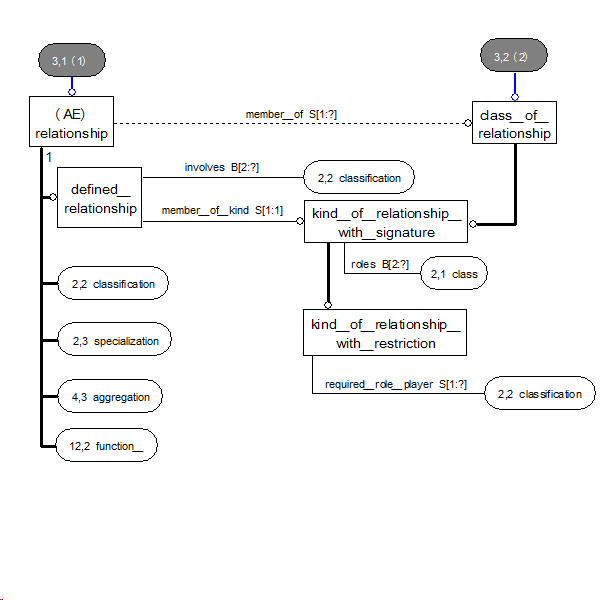 3,1 (1)
3,2 (2)
(AE)
relationship
member__of S[1:?]
class__of__
relationship
1
defined__
relationship
involves B[2:?]
2,2 classification
member__of__kind S[1:1]
kind__of__relationship__
with__signature
roles B[2:?]
2,1 class
2,2 classification
kind__of__relationship__
with__restriction
2,3 specialization
required__role__player S[1:?]
2,2 classification
4,3 aggregation
12,2 function__